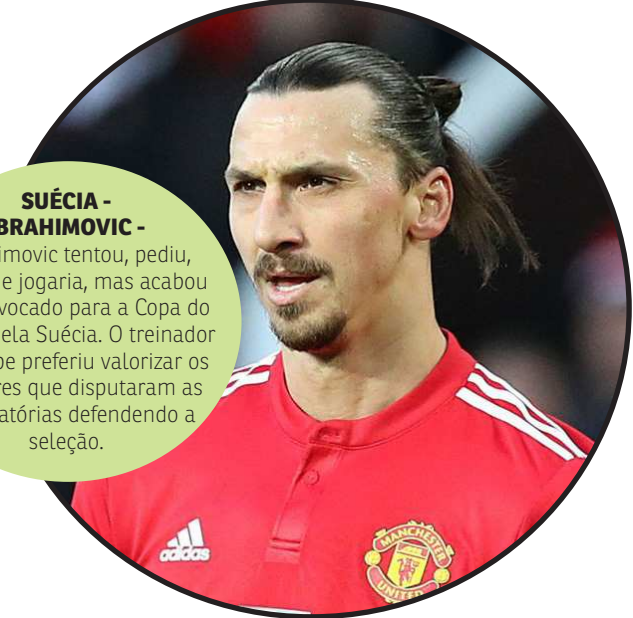 SUÉCIA -
BRAHIMOVIC -
imovic tentou, pediu,
e jogaria, mas acabou
vocado para a Copa do
ela Suécia. O treinador
pe preferiu valorizar os
res que disputaram as
atórias defendendo a
seleção.
adidas
MANCHESTER
UNITED